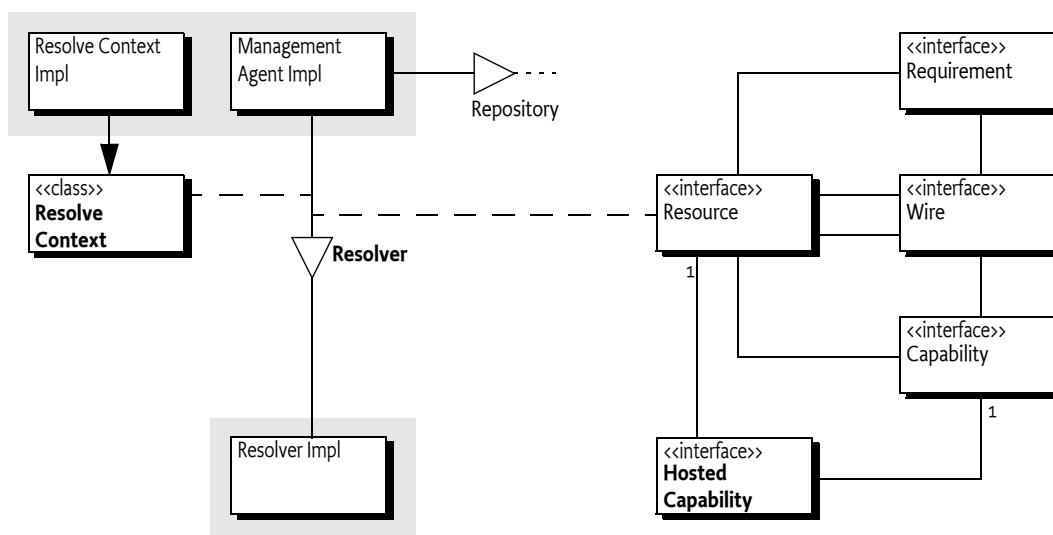 Resolve Context
Impl
Management
Agent Impl
Repository
<<class>>
Resolve
Context
Resolver
Resolver Impl
<<interface>>
Requirement
<<interface>>
Resource
<<interface>>
Wire
1
<<interface>>
Capability
1
<<interface>>
Hosted
Capability